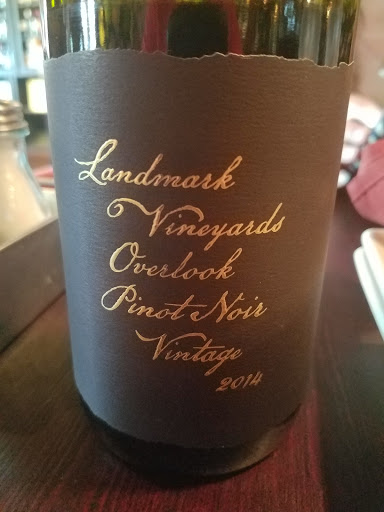 Landmark
Vineyards
Overlook
Pinot Noir
Vintage
2014